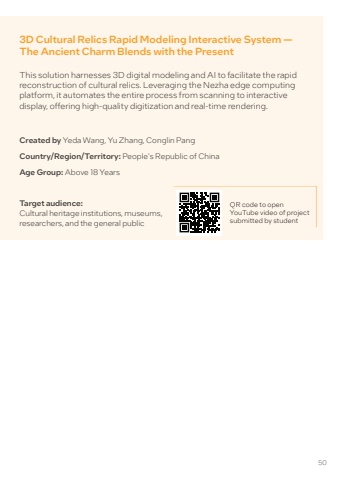 3D Cultural Relics Rapid Modeling Interactive System —
The Ancient Charm Blends with the Present
This solution harnesses 3D digital modeling and AI to facilitate the rapid
reconstruction of cultural relics. Leveraging the Nezha edge computing
platform, it automates the entire process from scanning to interactive
display, offering high-quality digitization and real-time rendering.
Created by Yeda Wang, Yu Zhang, Conglin Pang
Country/Region/Territory: People's Republic of China
Age Group: Above 18 Years
Target audience:
Cultural heritage institutions, museums,
researchers, and the general public
QR code to open
YouTube video of project
submitted by student
50